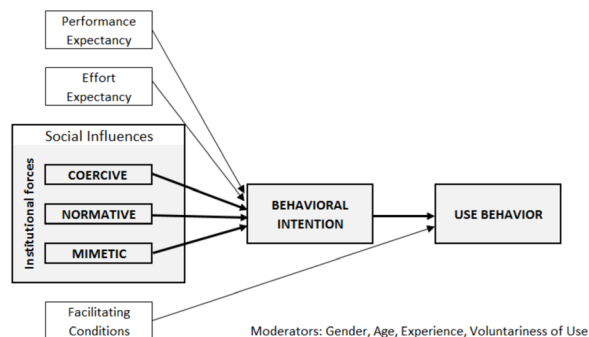 Performance
Expectancy
Effort
Expectancy
Social Influences
Institutional forces
COERCIVE
NORMATIVE
MIMETIC
BEHAVIORAL
INTENTION
USE BEHAVIOR
Facilitating
Conditions
Moderators: Gender, Age, Experience, Voluntariness of Use